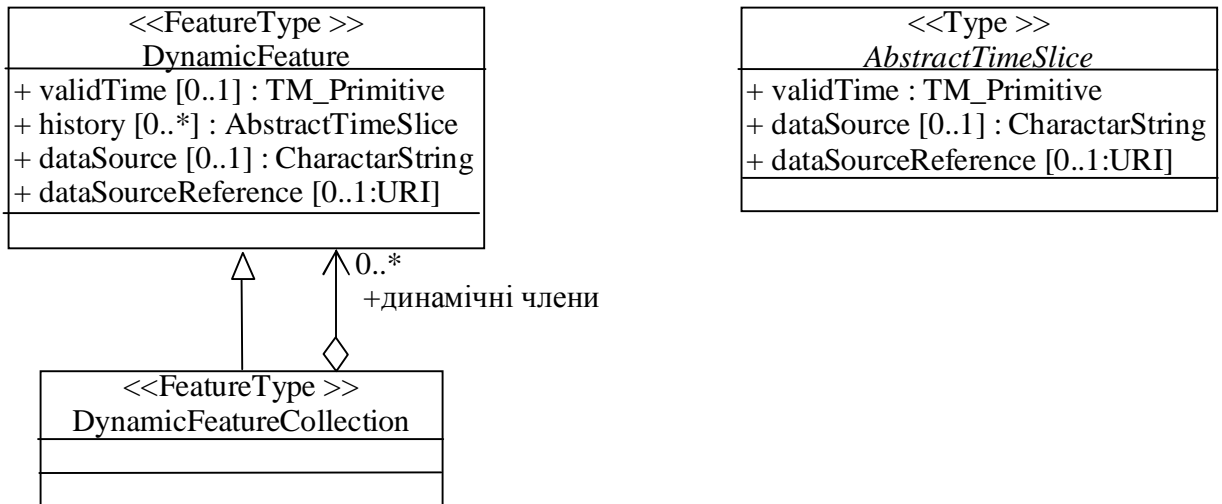 <<FeatureType >>
DynamicFeature
+ validTime [0..1] : TM_Primitive
+ history [0..*] : AbstractTimeSlice
+ dataSource [0..1] : CharactarString
+ dataSourceReference [0..1:URI]
<<Type >>
AbstractTimeSlice
+ validTime : TM_Primitive
+ dataSource [0..1] : CharactarString
+ dataSourceReference [0..1:URI]
0..*
+динамічні члени
<<FeatureType >>
DynamicFeatureCollection